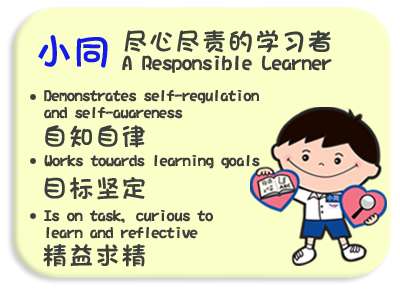 小同 尽心尽责的学习者
A Responsible Learner
• Demonstrates self-regulation
and self-awareness
自知自律
• Works towards learning goals
目标坚定
• Is on task, curious to
learn and reflective
精益求精
小同